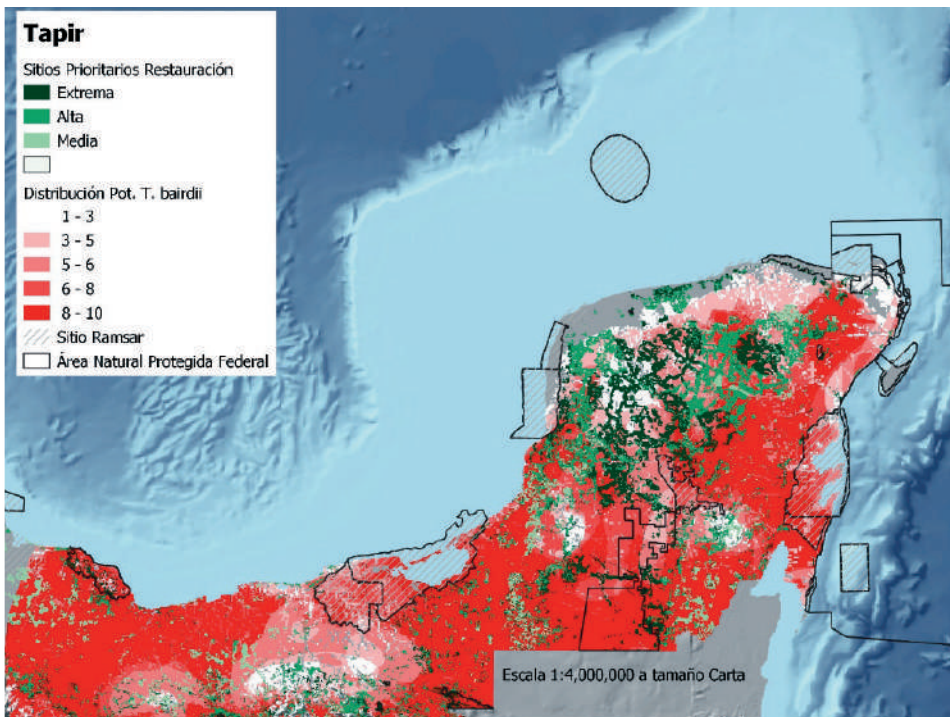 Tapir
Sitios Prioritarios Restauración
Extrema
Alta
Media
Distribución Pot. T. bairdii
1 - 3
3 - 5
5 - 6
6 - 8
8 - 10
Sitio Ramsar
Área Natural Protegida Federal
Escala 1:4,000,000 a tamaño Carta